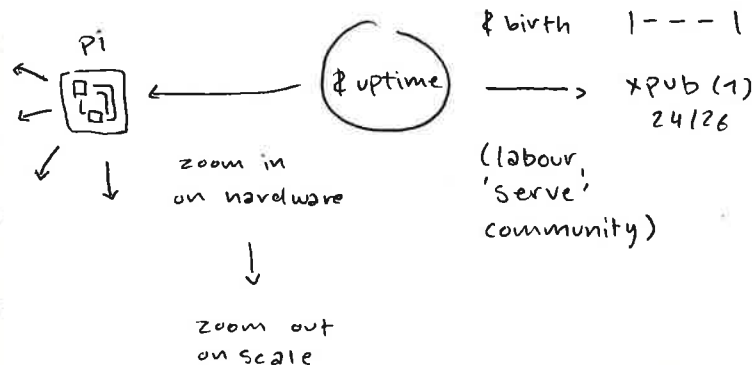 pi
$ uptime
$ birth |---|
xpub (1)
24/26
(labour,
'serve'
community)
zoom in
on hardware
zoom out
on scale